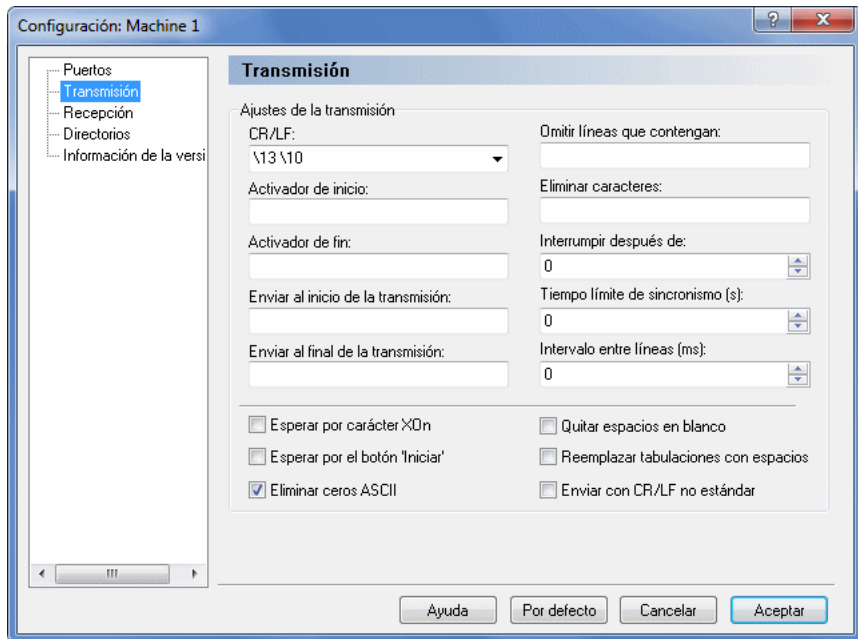 Configuración: Machine 1
Puertos
Transmisión
Recepción
Directorios
Información de la versi
Transmisión
Ajustes de la transmisión
CR/LF:
\13 \10
Activador de inicio:
Activador de fin:
Enviar al inicio de la transmisión:
Enviar al final de la transmisión:
Omitir líneas que contengan:
Eliminar caracteres:
Interrumpir después de:
0
Tiempo límite de sincronismo (s):
0
Intervalo entre líneas (ms):
0
Esperar por carácter XOn
Esperar por el botón 'Iniciar'
Eliminar ceros ASCII
Quitar espacios en blanco
Reemplazar tabulaciones con espacios
Enviar con CR/LF no estándar
Ayuda
Por defecto
Cancelar
Aceptar